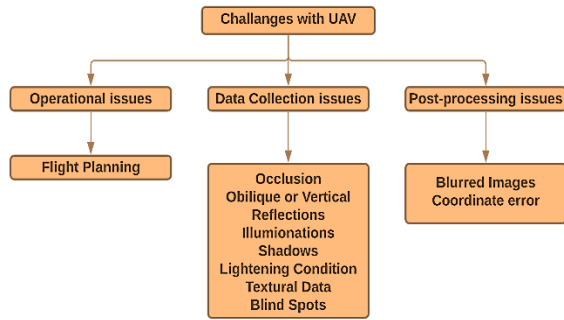 Challanges with UAV
Operational issues
Data Collection issues
Post-processing issues
Flight Planning
Occlusion
Obilique or Vertical
Reflections
Illumionations
Shadows
Lightening Condition
Textural Data
Blind Spots
Blurred Images
Coordinate error